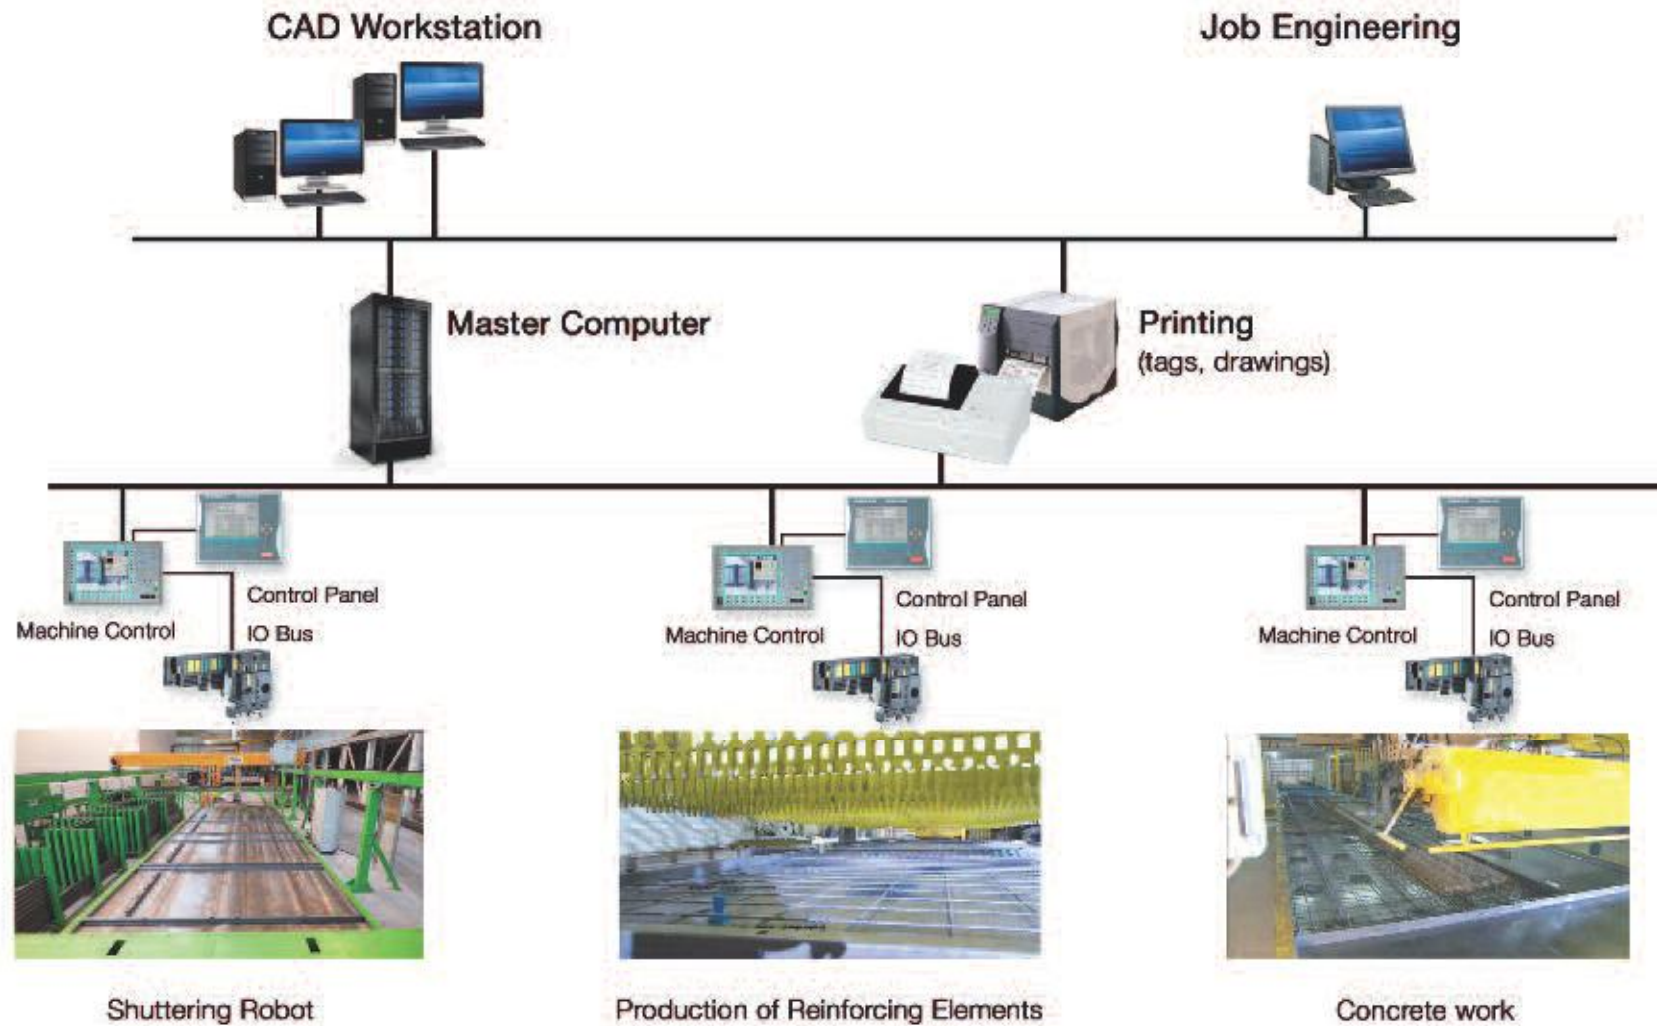 CAD Workstation
Job Engineering
Master Computer
Printing
(tags, drawings)
Control Panel
Machine Control
IO Bus
Control Panel
Machine Control
IO Bus
Control Panel
Machine Control
IO Bus
Shuttering Robot
Production of Reinforcing Elements
Concrete work